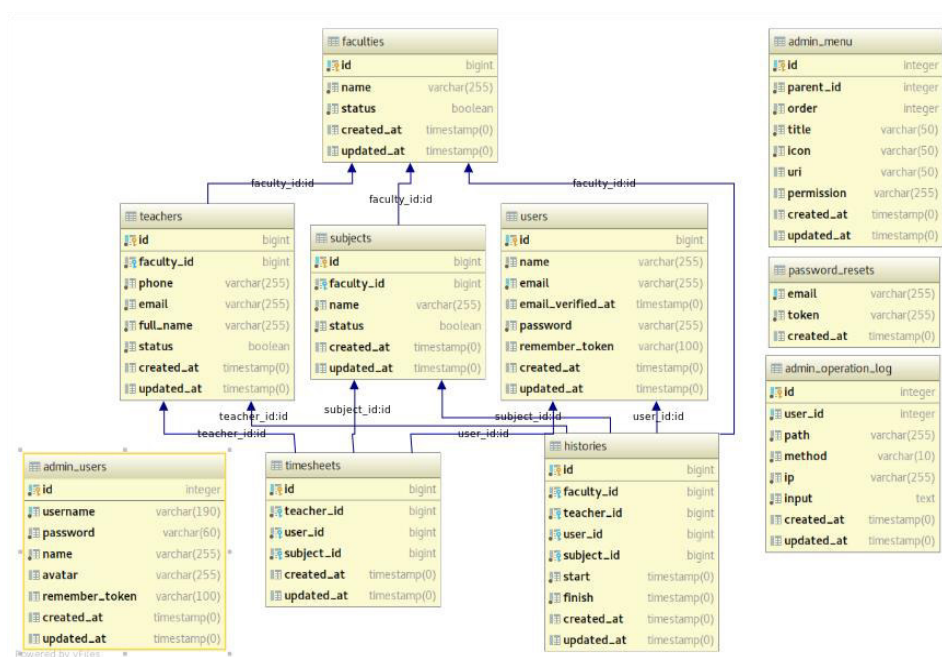 faculties
id bigint
name varchar(255)
status boolean
created_at timestamp(0)
updated_at timestamp(0)
admin_menu
id integer
parent_id integer
order integer
title varchar(50)
icon varchar(50)
uri varchar(50)
permission varchar(255)
created_at timestamp(0)
updated_at timestamp(0)
faculty_id:id
faculty_id:id
faculty_id:id
teachers
id bigint
faculty_id bigint
phone varchar(255)
email varchar(255)
full_name varchar(255)
status boolean
created_at timestamp(0)
updated_at timestamp(0)
subjects
id bigint
faculty_id bigint
name varchar(255)
status boolean
created_at timestamp(0)
updated_at timestamp(0)
users
id bigint
name varchar(255)
email varchar(255)
email_verified_at timestamp(0)
password varchar(255)
remember_token varchar(100)
created_at timestamp(0)
updated_at timestamp(0)
password_resets
email varchar(255)
token varchar(255)
created_at timestamp(0)
admin_operation_log
id integer
user_id integer
path varchar(255)
method varchar(10)
ip varchar(255)
input text
created_at timestamp(0)
updated_at timestamp(0)
teacher_id:id
subject_id:id
subject_id:id
user_id:id
teacher_id:id
user_id:id
admin_users
id integer
username varchar(190)
password varchar(60)
name varchar(255)
avatar varchar(255)
remember_token varchar(100)
created_at timestamp(0)
updated_at timestamp(0)
timesheets
id bigint
teacher_id bigint
user_id bigint
subject_id bigint
created_at timestamp(0)
updated_at timestamp(0)
histories
id bigint
faculty_id bigint
teacher_id bigint
user_id bigint
subject_id bigint
start timestamp(0)
finish timestamp(0)
created_at timestamp(0)
updated_at timestamp(0)
Powered by yFiles